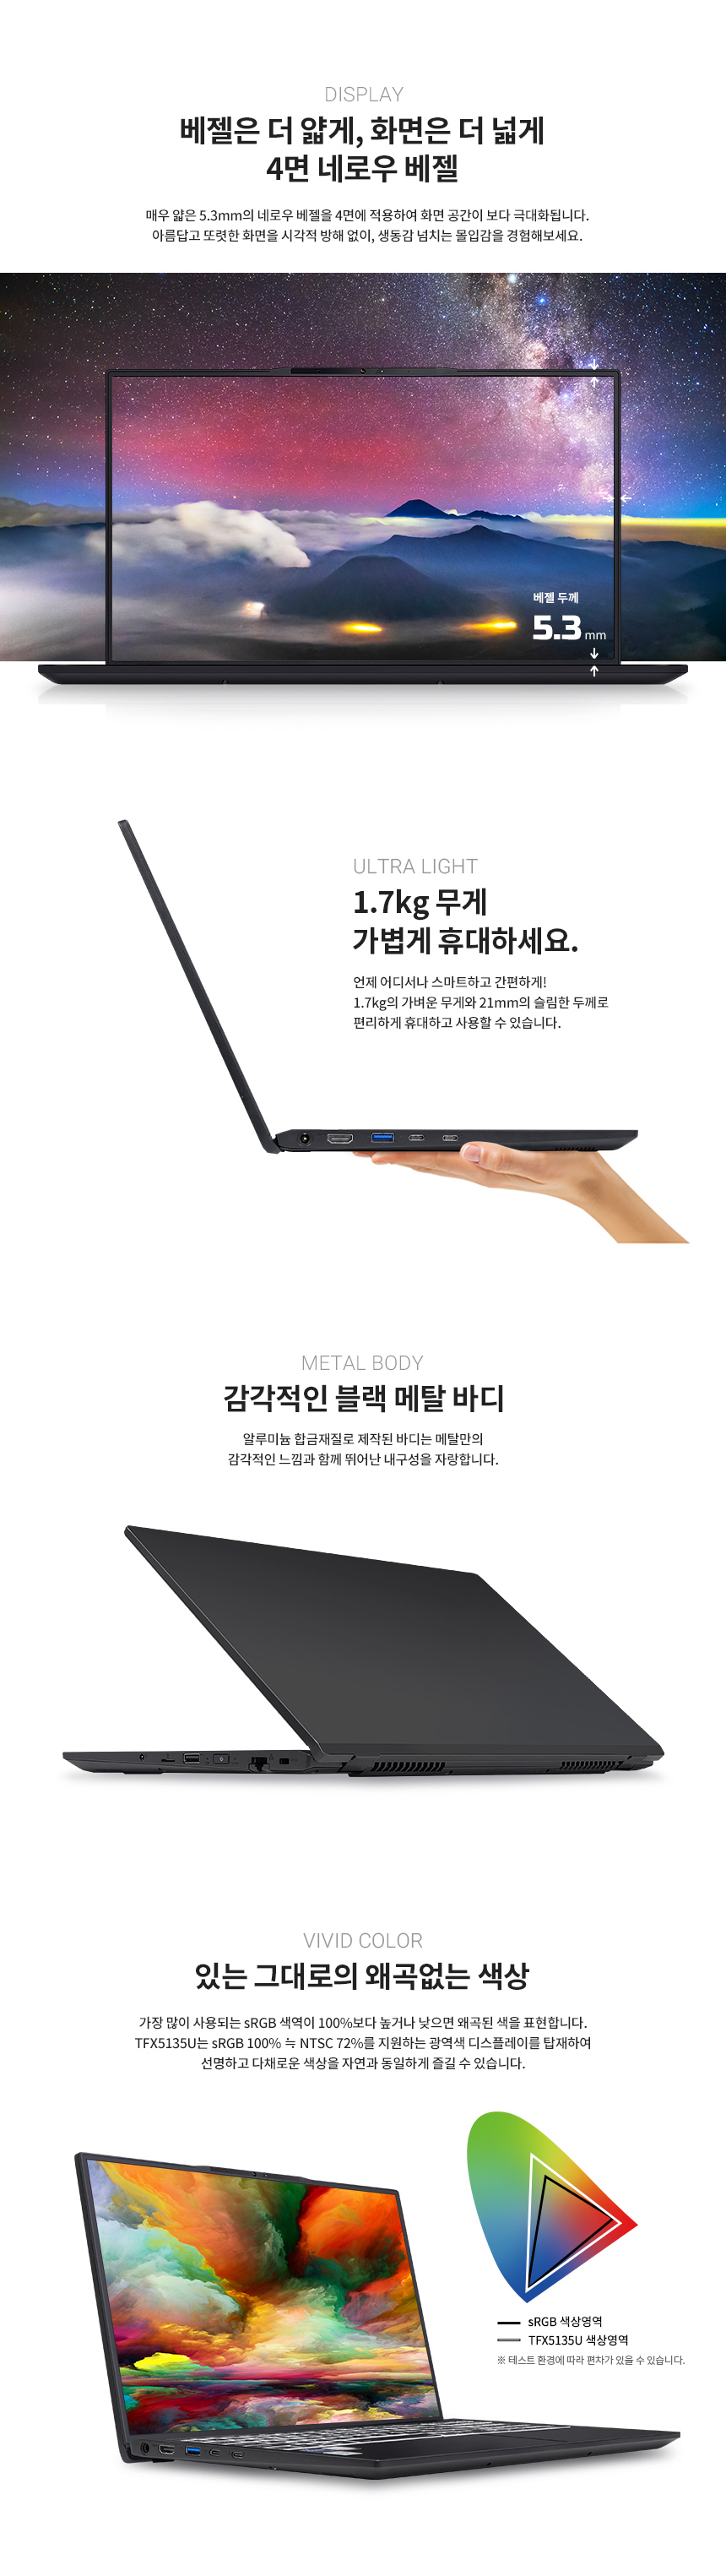 DISPLAY
베젤은 더 얇게, 화면은 더 넓게
4면 네로우 베젤
매우 얇은 5.3mm의 네로우 베젤을 4면에 적용하여 화면 공간이 보다 극대화됩니다.
아름답고 또렷한 화면을 시각적 방해 없이, 생동감 넘치는 몰입감을 경험해보세요.
베젤 두께
5.3 mm
ULTRA LIGHT
1.7kg 무게
가볍게 휴대하세요.
언제 어디서나 스마트하고 간편하게!
1.7kg의 가벼운 무게와 21mm의 슬림한 두께로
편리하게 휴대하고 사용할 수 있습니다.
METAL BODY
감각적인 블랙 메탈 바디
알루미늄 합금재질로 제작된 바디는 메탈만의
감각적인 느낌과 함께 뛰어난 내구성을 자랑합니다.
VIVID COLOR
있는 그대로의 왜곡없는 색상
가장 많이 사용되는 sRGB 색역이 100%보다 높거나 낮으면 왜곡된 색을 표현합니다.
TFX5135U는 sRGB 100% ≒ NTSC 72%를 지원하는 광역색 디스플레이를 탑재하여
선명하고 다채로운 색상을 자연과 동일하게 즐길 수 있습니다.
sRGB 색상영역
TFX5135U 색상영역
※ 테스트 환경에 따라 편차가 있을 수 있습니다.